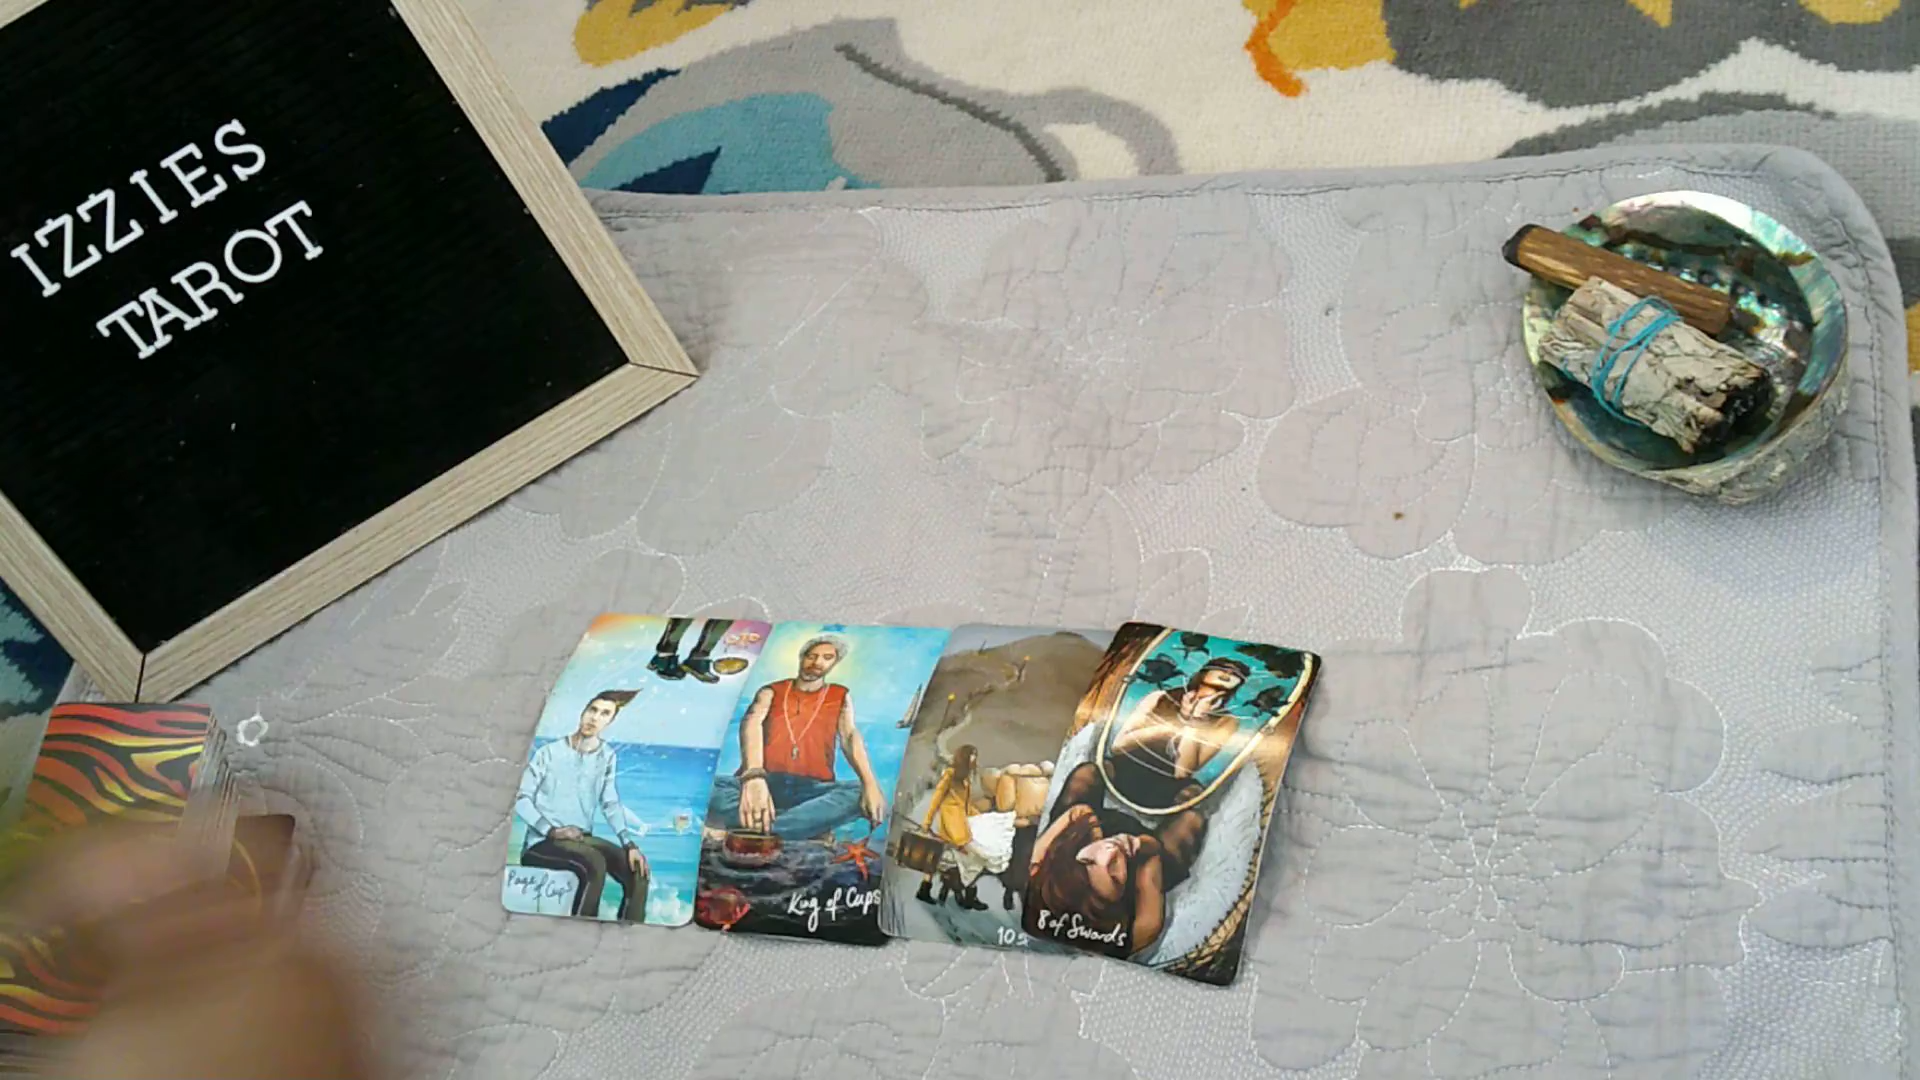 IZZIES
TAROT
Page
of Cups
King of Cups
10
8 of Swords